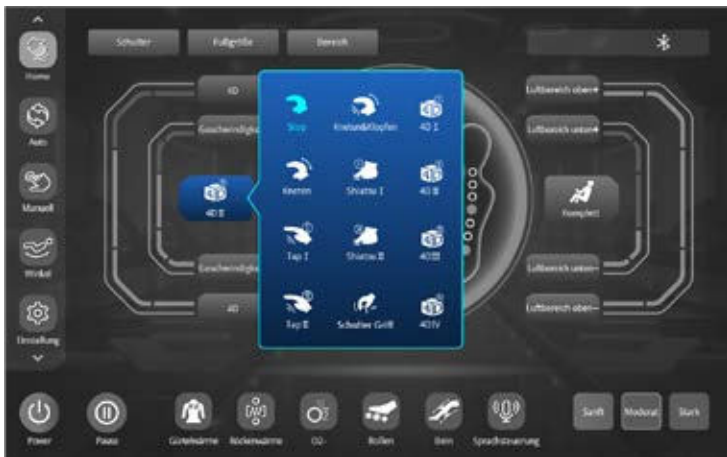 Schulter Fußgröße Bereich
Home
4D
Luftbereich oben+
Stop Kneten&Klopfen 4D I
Auto
Luftbereich unten+
Kneten Shiatsu I 4D II
Manuell
4D II
Komplett
Tap I Shiatsu II 4D III
Winkel
Luftbereich unten-
4D
Luftbereich oben-
Tap II Schulter Griff 4D IV
Einstellung
Sanft Moderat Stark
Power Pause Gürtelwärme Rückenwärme O2- Rollen Bein Sprachsteuerung